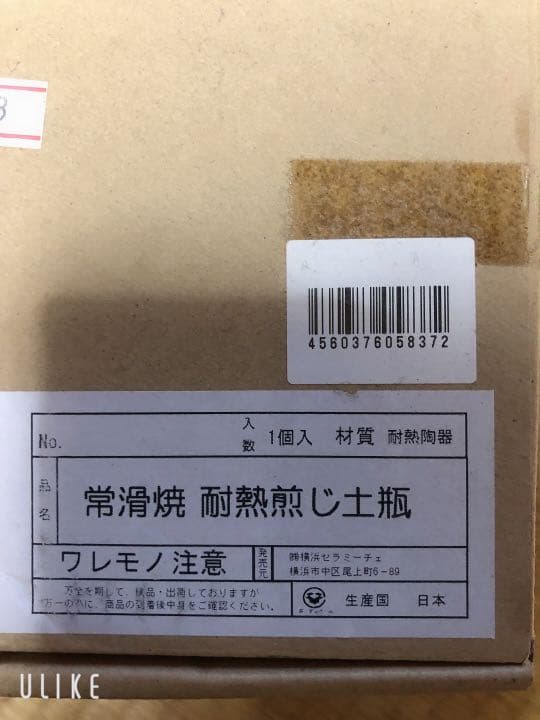 3
4560376058372
No.
入数 1個入 材質 耐熱陶器
品名 常滑焼 耐熱煎じ土瓶
ワレモノ注意
発売元 ㈱横浜セラミーチェ
横浜市中区尾上町6-89
万全を期して、検品・出荷しておりますが
万一の為に、商品の到着後中身をご確認ください。
生産国 日本
ULIKE